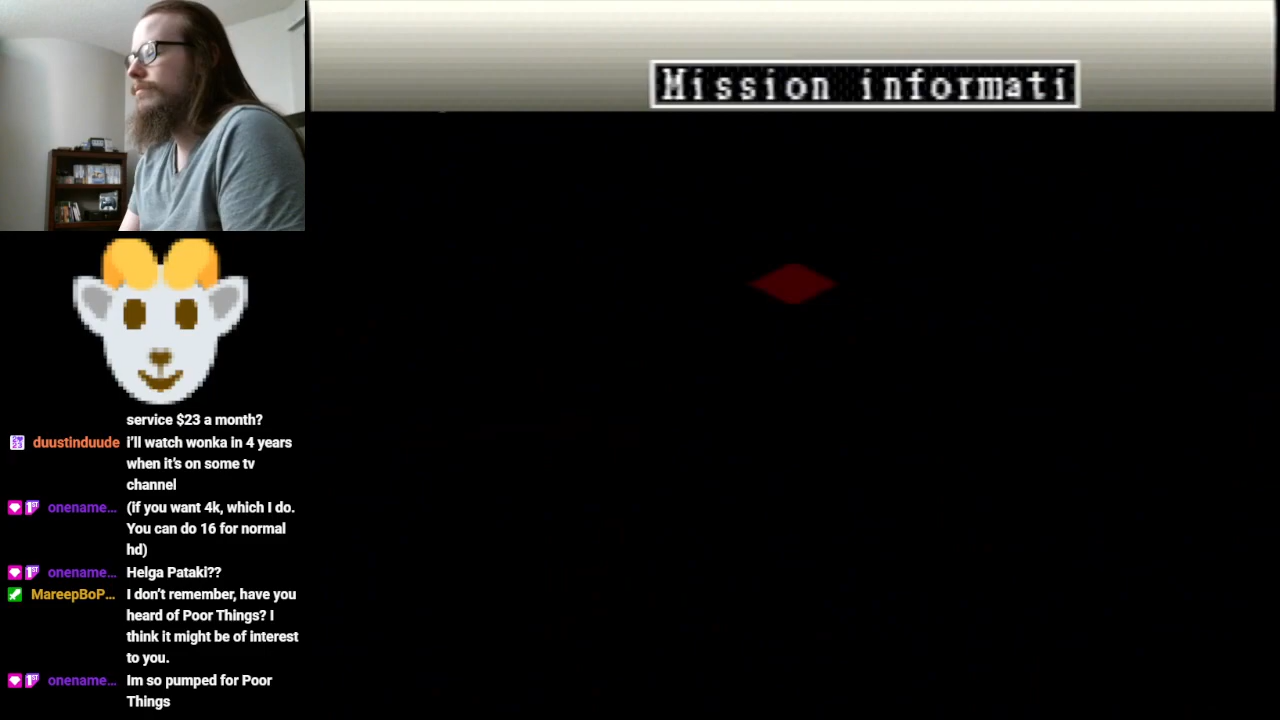 Mission informati
service $23 a month?
duustinduude i'll watch wonka in 4 years
when it's on some tv
channel
onename... (if you want 4k, which I do.
You can do 16 for normal
hd)
onename... Helga Pataki??
MareepBoP... I don't remember, have you
heard of Poor Things? I
think it might be of interest
to you.
onename... Im so pumped for Poor
Things